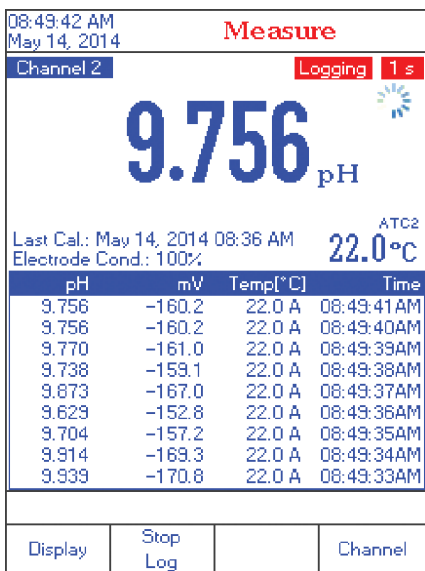 08:49:42 AM
May 14, 2014
Measure
Channel 2
Logging 1 s
9.756 pH
ATC2
Last Cal.: May 14, 2014 08:36 AM
Electrode Cond.: 100%
22.0°C
pH mV Temp[°C] Time
9.756 -160.2 22.0 A 08:49:41AM
9.756 -160.2 22.0 A 08:49:40AM
9.770 -161.0 22.0 A 08:49:39AM
9.738 -159.1 22.0 A 08:49:38AM
9.873 -167.0 22.0 A 08:49:37AM
9.629 -152.8 22.0 A 08:49:36AM
9.704 -157.2 22.0 A 08:49:35AM
9.914 -169.3 22.0 A 08:49:34AM
9.939 -170.8 22.0 A 08:49:33AM
Display
Stop
Log
Channel